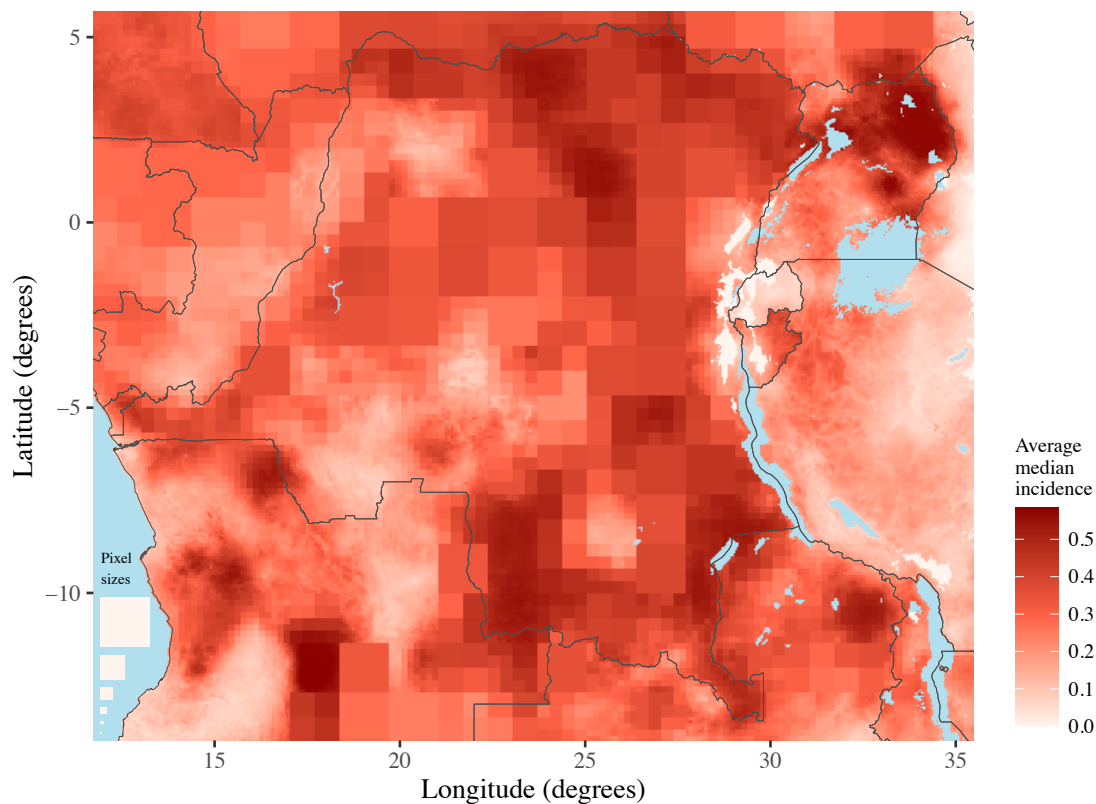 5
0
−5
−10
Latitude (degrees)
Pixel
sizes
15
20
25
30
35
Longitude (degrees)
Average
median
incidence
0.5
0.4
0.3
0.2
0.1
0.0